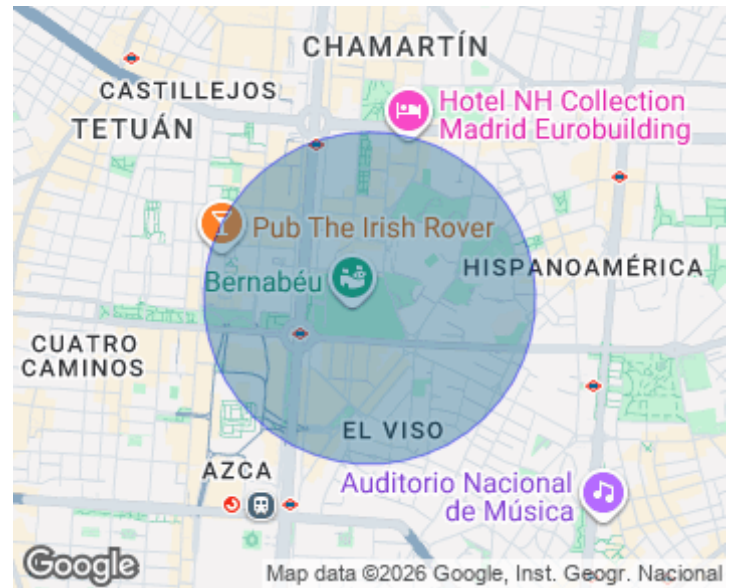 CHAMARTÍN
CASTILLEJOS
Hotel NH Collection
Madrid Eurobuilding
TETUÁN
Pub The Irish Rover
Bernabéu
HISPANOAMÉRICA
CUATRO
CAMINOS
EL VISO
AZCA
Auditorio Nacional
de Música
Google
Map data ©2026 Google, Inst. Geogr. Nacional